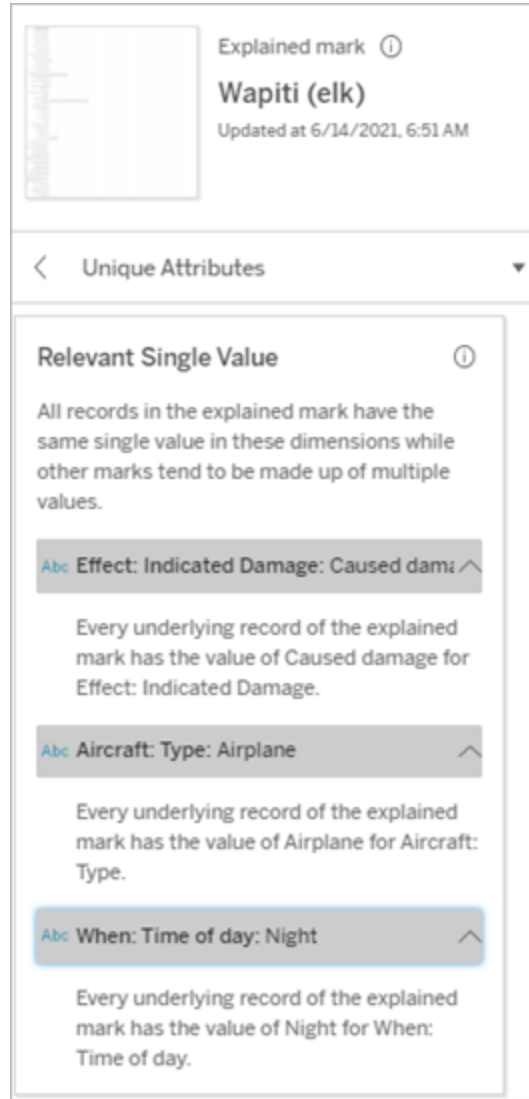 Explained mark
Wapiti (elk)
Updated at 6/14/2021, 6:51 AM
Unique Attributes
Relevant Single Value
All records in the explained mark have the
same single value in these dimensions while
other marks tend to be made up of multiple
values.
Abc Effect: Indicated Damage: Caused dama
Every underlying record of the explained
mark has the value of Caused damage for
Effect: Indicated Damage.
Abc Aircraft: Type: Airplane
Every underlying record of the explained
mark has the value of Airplane for Aircraft:
Type.
Abc When: Time of day: Night
Every underlying record of the explained
mark has the value of Night for When:
Time of day.